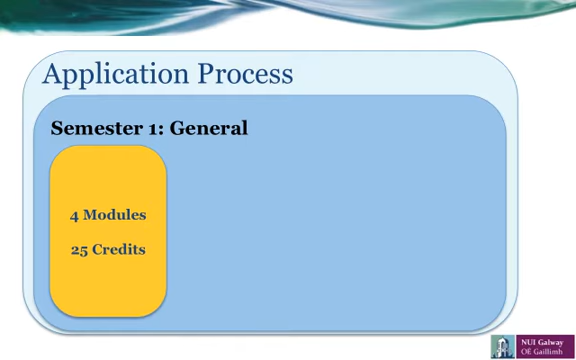 Application Process
Semester 1: General
4 Modules
25 Credits
NUI Galway
OÉ Gaillimh